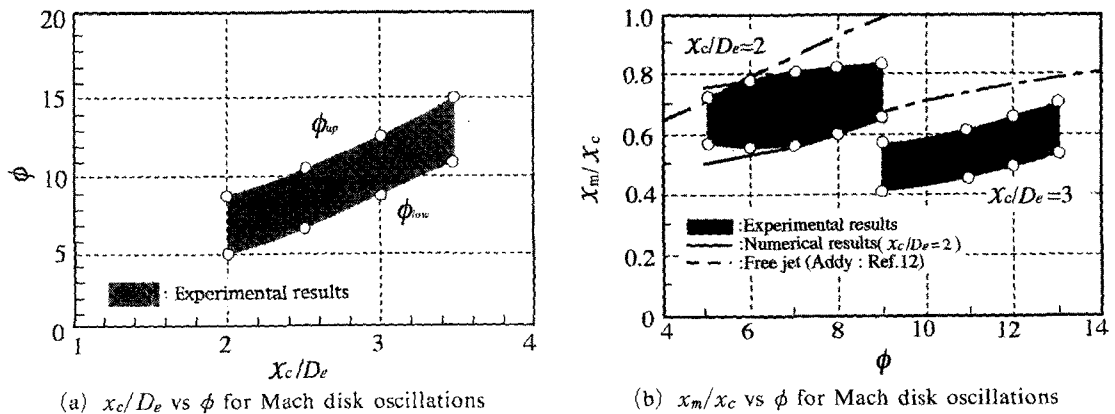 20
15
10
5
0
ϕ
ϕup
ϕlow
: Experimental results
1 2 3 4
xc/De
(a) xc/De vs ϕ for Mach disk oscillations
1.0
0.8
0.6
0.4
0.2
0.0
xm/xc
xc/De=2
xc/De=3
:Experimental results
:Numerical results(xc/De=2)
:Free jet (Addy : Ref.12)
4 6 8 10 12 14
ϕ
(b) xm/xc vs ϕ for Mach disk oscillations